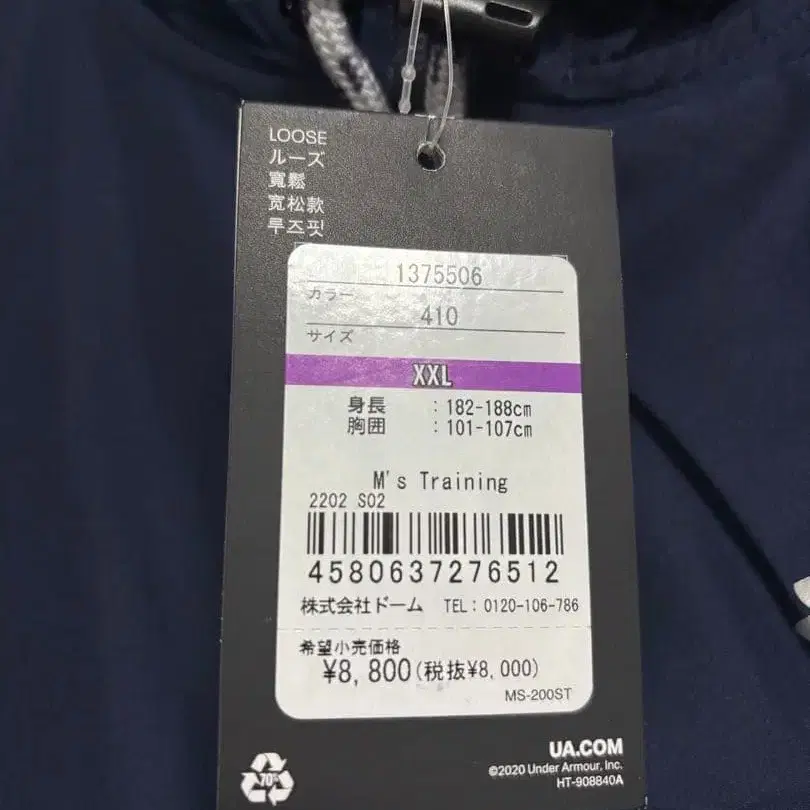 LOOSE
ルーズ
寬鬆
宽松款
루즈핏
1375506
カラー
410
サイズ
XXL
身長 : 182-188cm
胸囲 : 101-107cm
M's Training
2202 S02
4580637276512
株式会社ドーム TEL: 0120-106-786
希望小売価格
¥8,800(税抜¥8,000)
MS-200ST
70%
UA.COM
©2020 Under Armour, Inc.
HT-908840A